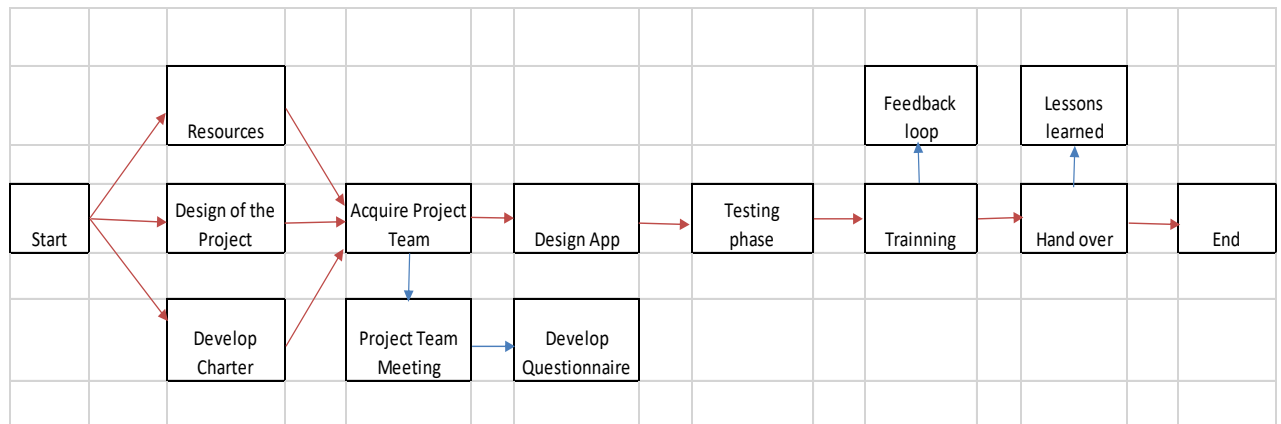 Resources
Feedback
loop
Lessons
learned
Start
Design of the
Project
Acquire Project
Team
Design App
Testing
phase
Trainning
Hand over
End
Develop
Charter
Project Team
Meeting
Develop
Questionnaire